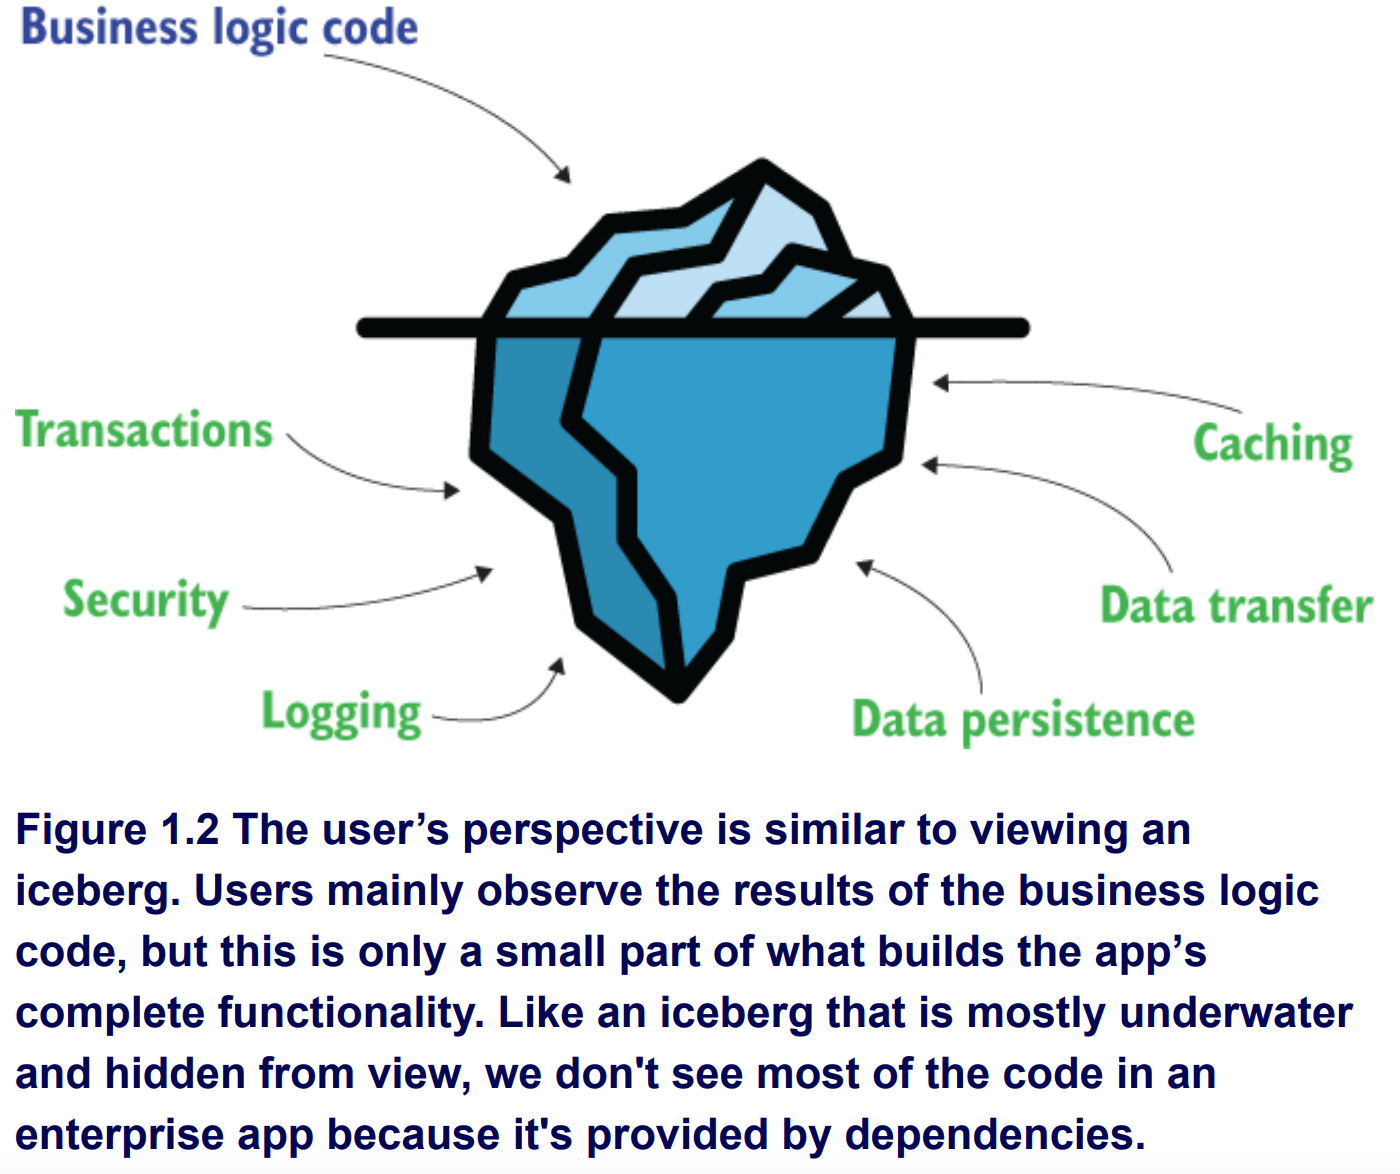 Business logic code
Transactions
Caching
Security
Data transfer
Logging
Data persistence
Figure 1.2 The user’s perspective is similar to viewing an
iceberg. Users mainly observe the results of the business logic
code, but this is only a small part of what builds the app’s
complete functionality. Like an iceberg that is mostly underwater
and hidden from view, we don't see most of the code in an
enterprise app because it's provided by dependencies.